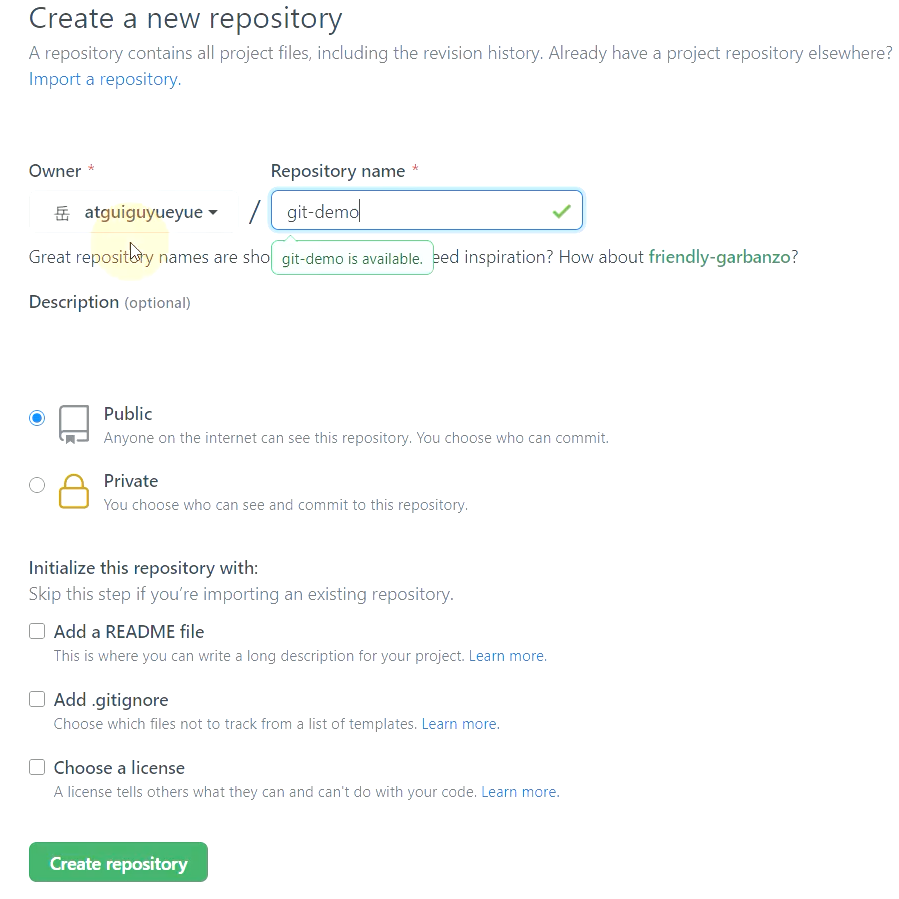 Create a new repository
A repository contains all project files, including the revision history. Already have a project repository elsewhere?
Import a repository.
Owner *
Repository name *
岳 atguiguyueyue / git-demo
Great repository names are sho
git-demo is available.
eed inspiration? How about friendly-garbanzo?
Description (optional)
Public
Anyone on the internet can see this repository. You choose who can commit.
Private
You choose who can see and commit to this repository.
Initialize this repository with:
Skip this step if you’re importing an existing repository.
Add a README file
This is where you can write a long description for your project. Learn more.
Add .gitignore
Choose which files not to track from a list of templates. Learn more.
Choose a license
A license tells others what they can and can't do with your code. Learn more.
Create repository